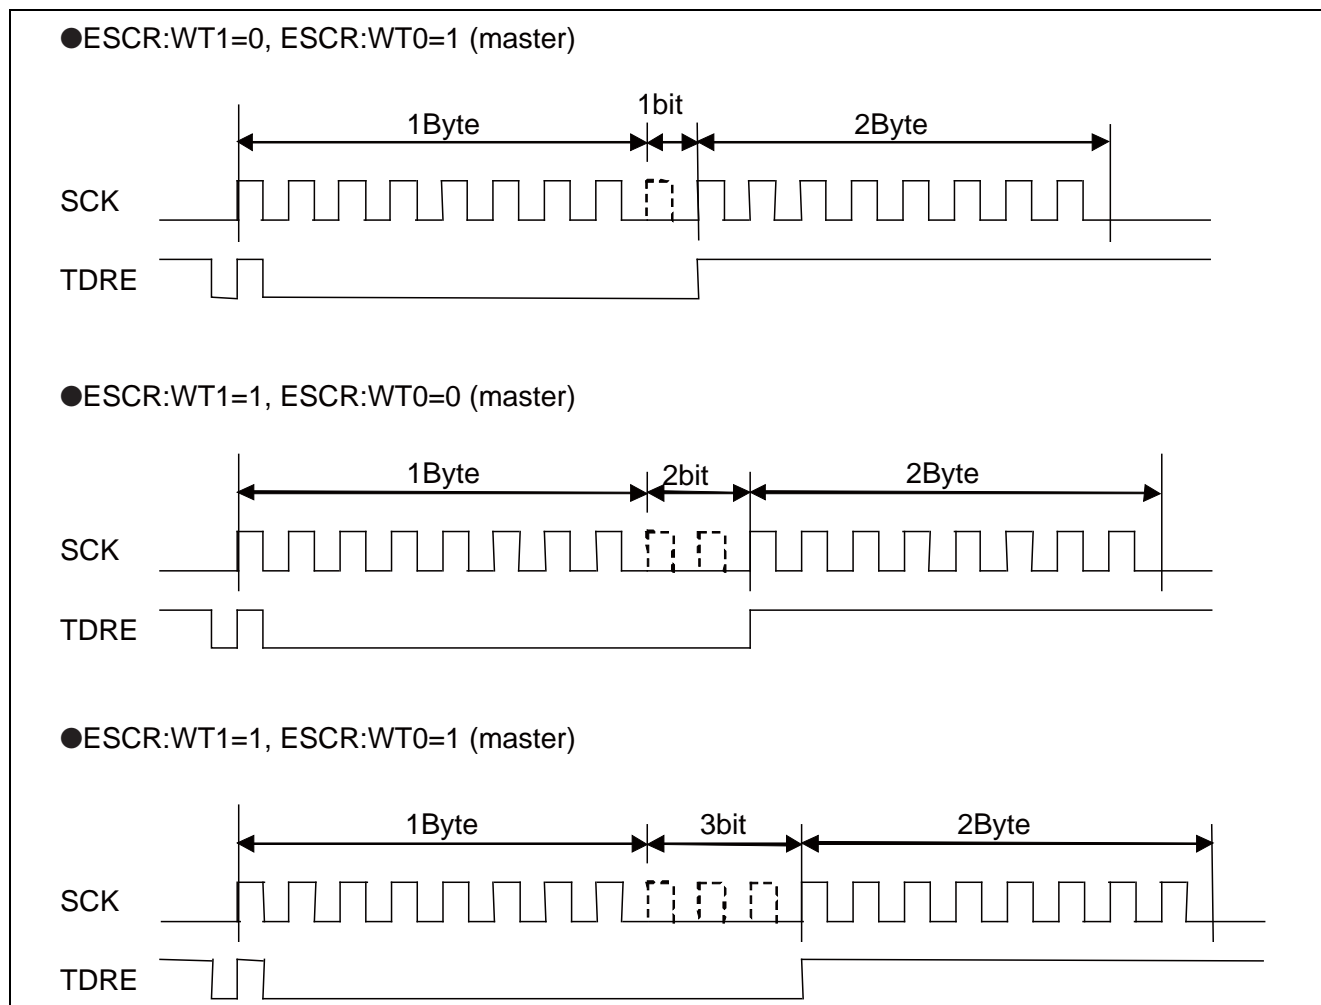 ●ESCR:WT1=0, ESCR:WT0=1 (master)
1Byte 1bit 2Byte
SCK
TDRE
●ESCR:WT1=1, ESCR:WT0=0 (master)
1Byte 2bit 2Byte
SCK
TDRE
●ESCR:WT1=1, ESCR:WT0=1 (master)
1Byte 3bit 2Byte
SCK
TDRE